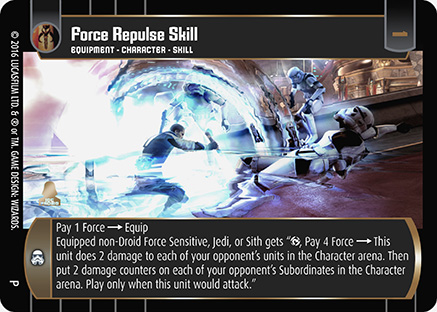 Force Repulse Skill
EQUIPMENT • CHARACTER • SKILL
© 2016 LUCASFILM LTD. & ® or TM. GAME DESIGN: WIZARDS.
Pay 1 Force → Equip
Equipped non-Droid Force Sensitive, Jedi, or Sith gets “, Pay 4 Force → This
unit does 2 damage to each of your opponent's units in the Character arena. Then
put 2 damage counters on each of your opponent's Subordinates in the Character
arena. Play only when this unit would attack.”
P